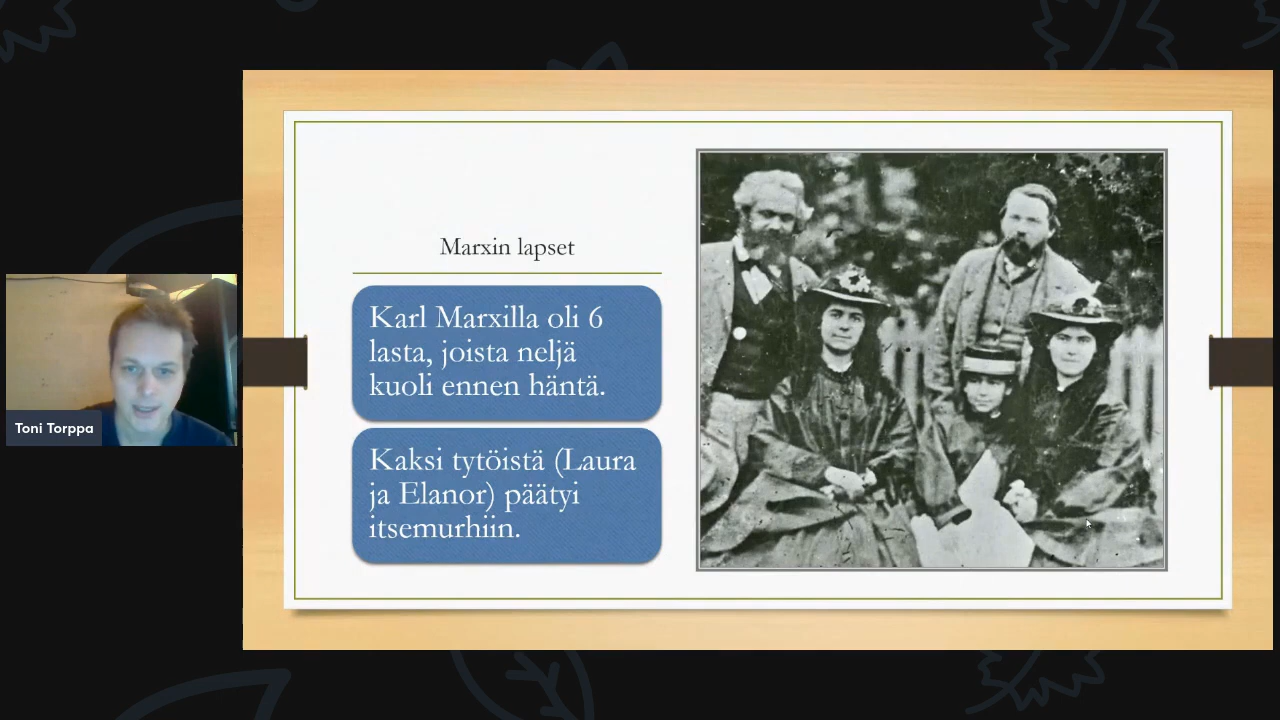 Marxin lapset
Karl Marxilla oli 6
lasta, joista neljä
kuoli ennen häntä.
Kaksi tytöistä (Laura
ja Elanor) päätyi
itsemurhiin.
Toni Torppa